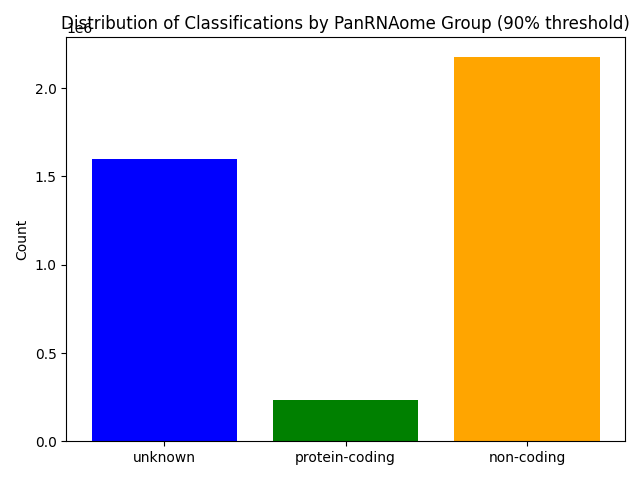 Distribution of Classifications by PanRNAome Group (90% threshold)
1e6
2.0
1.5
1.0
0.5
0.0
Count
unknown
protein-coding
non-coding